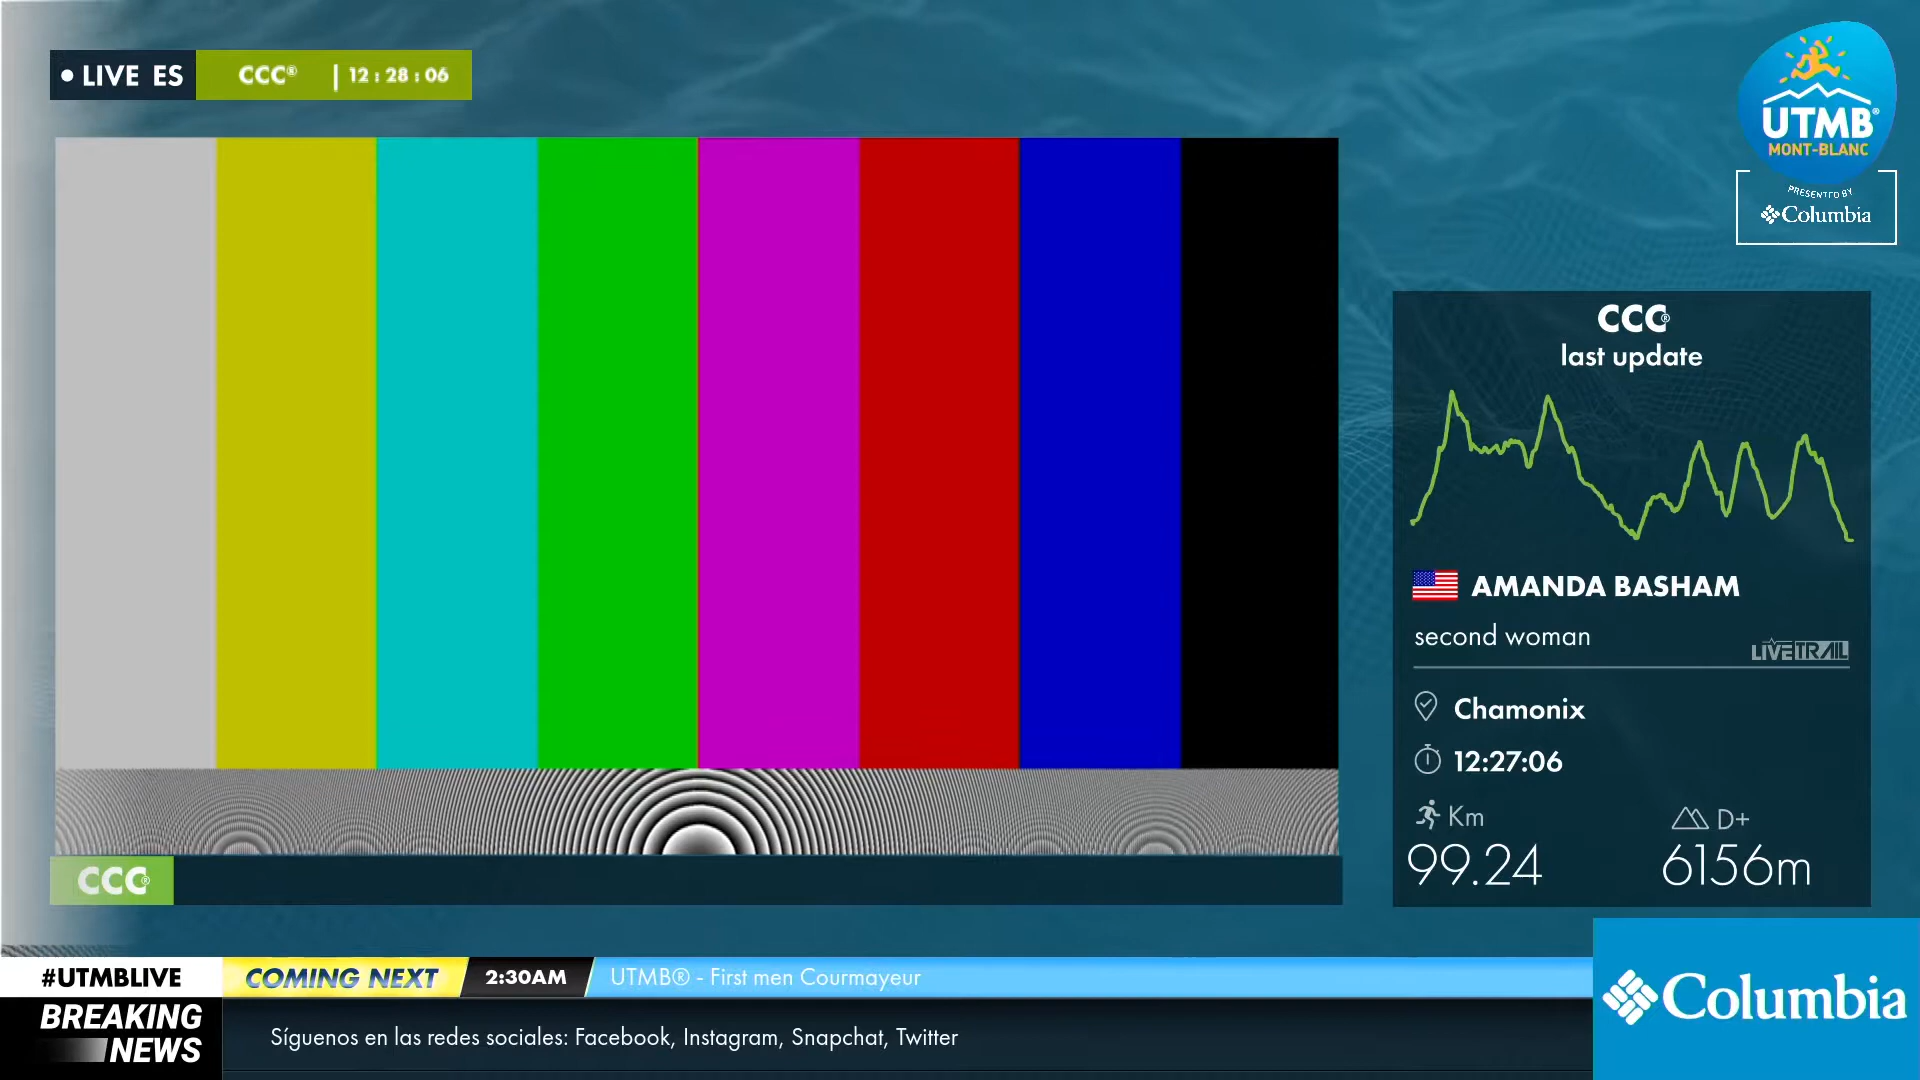 • LIVE ES
CCC® | 12 : 28 : 06
UTMB®
MONT-BLANC
PRESENTED BY
Columbia
CCC®
last update
AMANDA BASHAM
second woman
LIVETRAIL
Chamonix
12:27:06
Km
D+
99.24
6156m
CCC®
#UTMBLIVE
COMING NEXT
2:30AM
UTMB® - First men Courmayeur
Columbia
BREAKING
NEWS
Síguenos en las redes sociales: Facebook, Instagram, Snapchat, Twitter